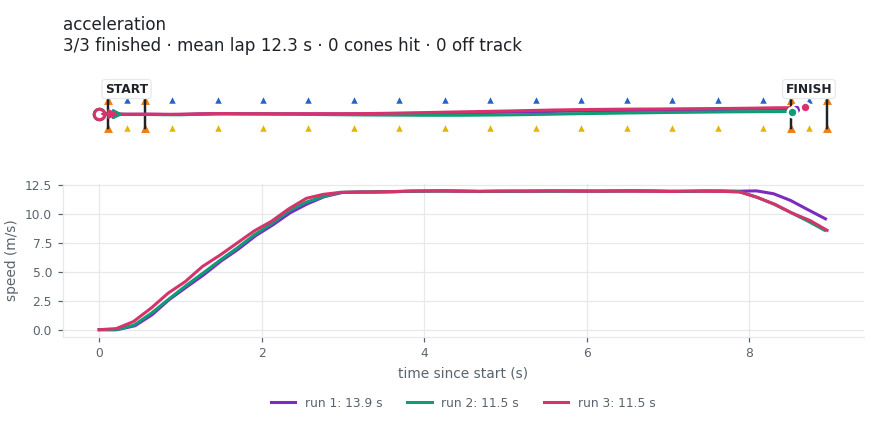 acceleration
3/3 finished · mean lap 12.3 s · 0 cones hit · 0 off track
START
FINISH
12.5
10.0
7.5
5.0
2.5
0.0
speed (m/s)
0 2 4 6 8
time since start (s)
run 1: 13.9 s run 2: 11.5 s run 3: 11.5 s